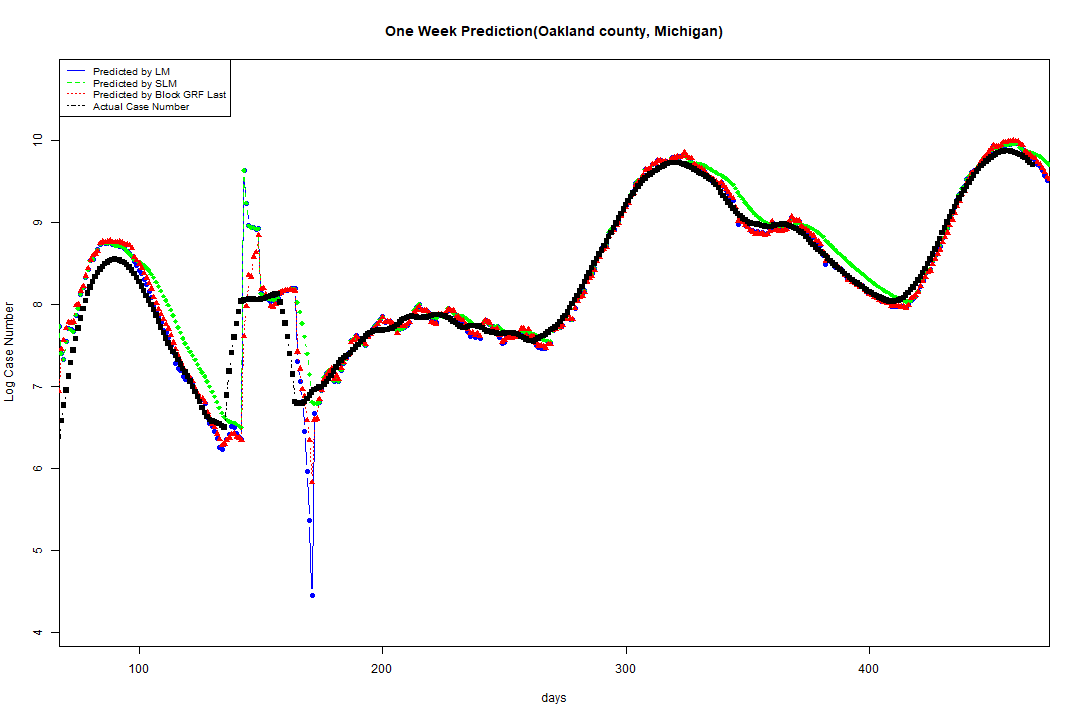 One Week Prediction(Oakland county, Michigan)
Predicted by LM
Predicted by SLM
Predicted by Block GRF Last
Actual Case Number
10
9
8
7
6
5
4
Log Case Number
100 200 300 400
days